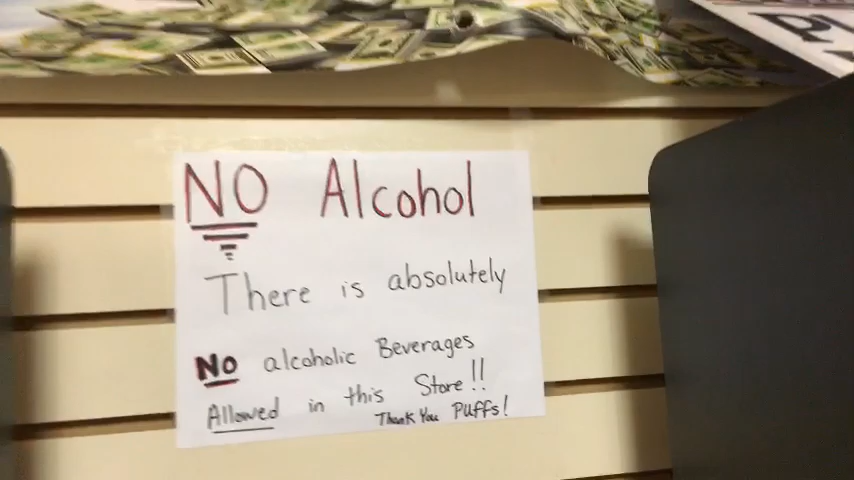 NO Alcohol
There is absolutely
NO alcoholic Beverages
Allowed in this Store!!
Thank You Puffs!